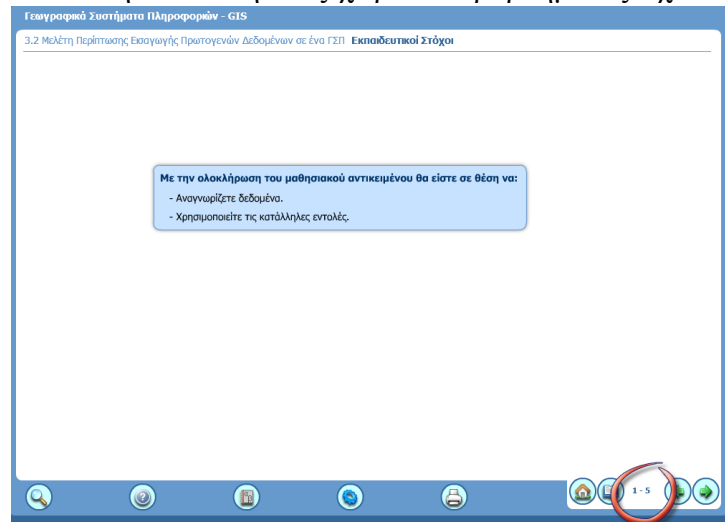 Γεωγραφικά Συστήματα Πληροφοριών - GIS
3.2 Μελέτη Περίπτωσης Εισαγωγής Πρωτογενών Δεδομένων σε ένα ΓΣΠ Εκπαιδευτικοί Στόχοι
Με την ολοκλήρωση του μαθησιακού αντικειμένου θα είστε σε θέση να:
- Αναγνωρίζετε δεδομένα.
- Χρησιμοποιείτε τις κατάλληλες εντολές.
1 - 5